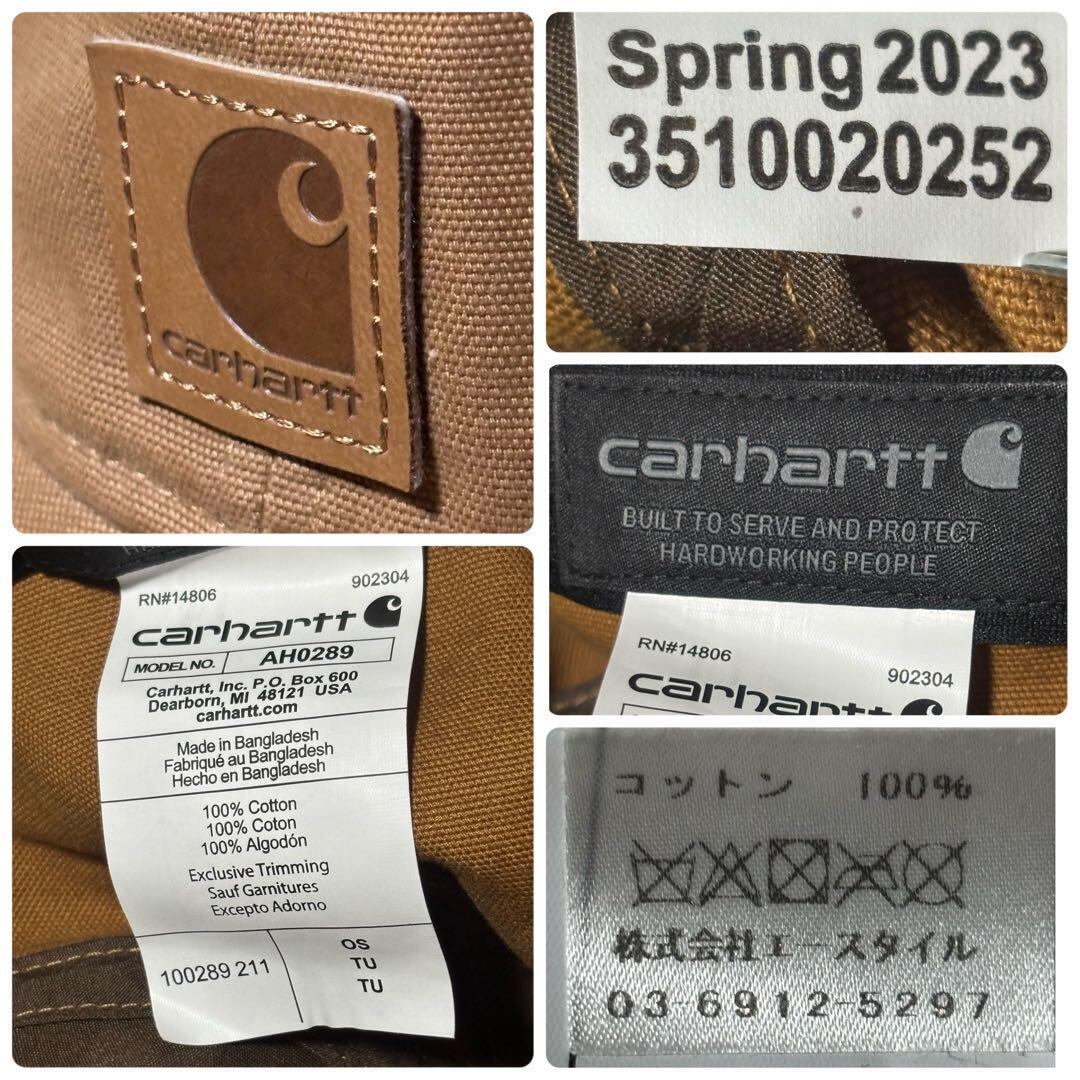 carhartt
Spring 2023
3510020252
carhartt
BUILT TO SERVE AND PROTECT
HARDWORKING PEOPLE
RN#14806
902304
carhartt
RN#14806
902304
carhartt
MODEL NO. AH0289
Carhartt, Inc. P.O. Box 600
Dearborn, MI 48121 USA
carhartt.com
Made in Bangladesh
Fabriqué au Bangladesh
Hecho en Bangladesh
100% Cotton
100% Coton
100% Algodón
Exclusive Trimming
Sauf Garnitures
Excepto Adorno
100289 211
OS
TU
TU
コットン 100%
株式会社エースタイル
03-6912-5297